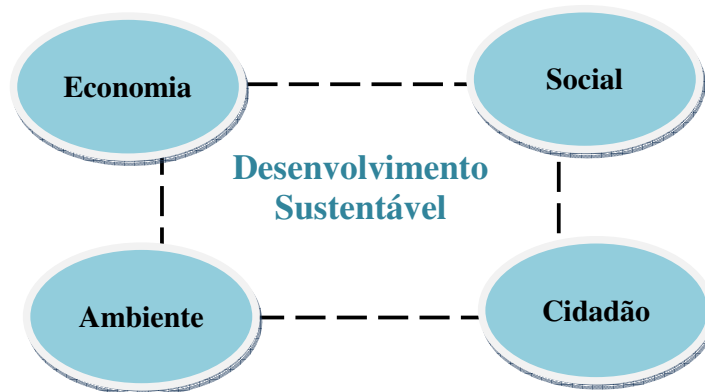 Economia
Social
Desenvolvimento
Sustentável
Ambiente
Cidadão